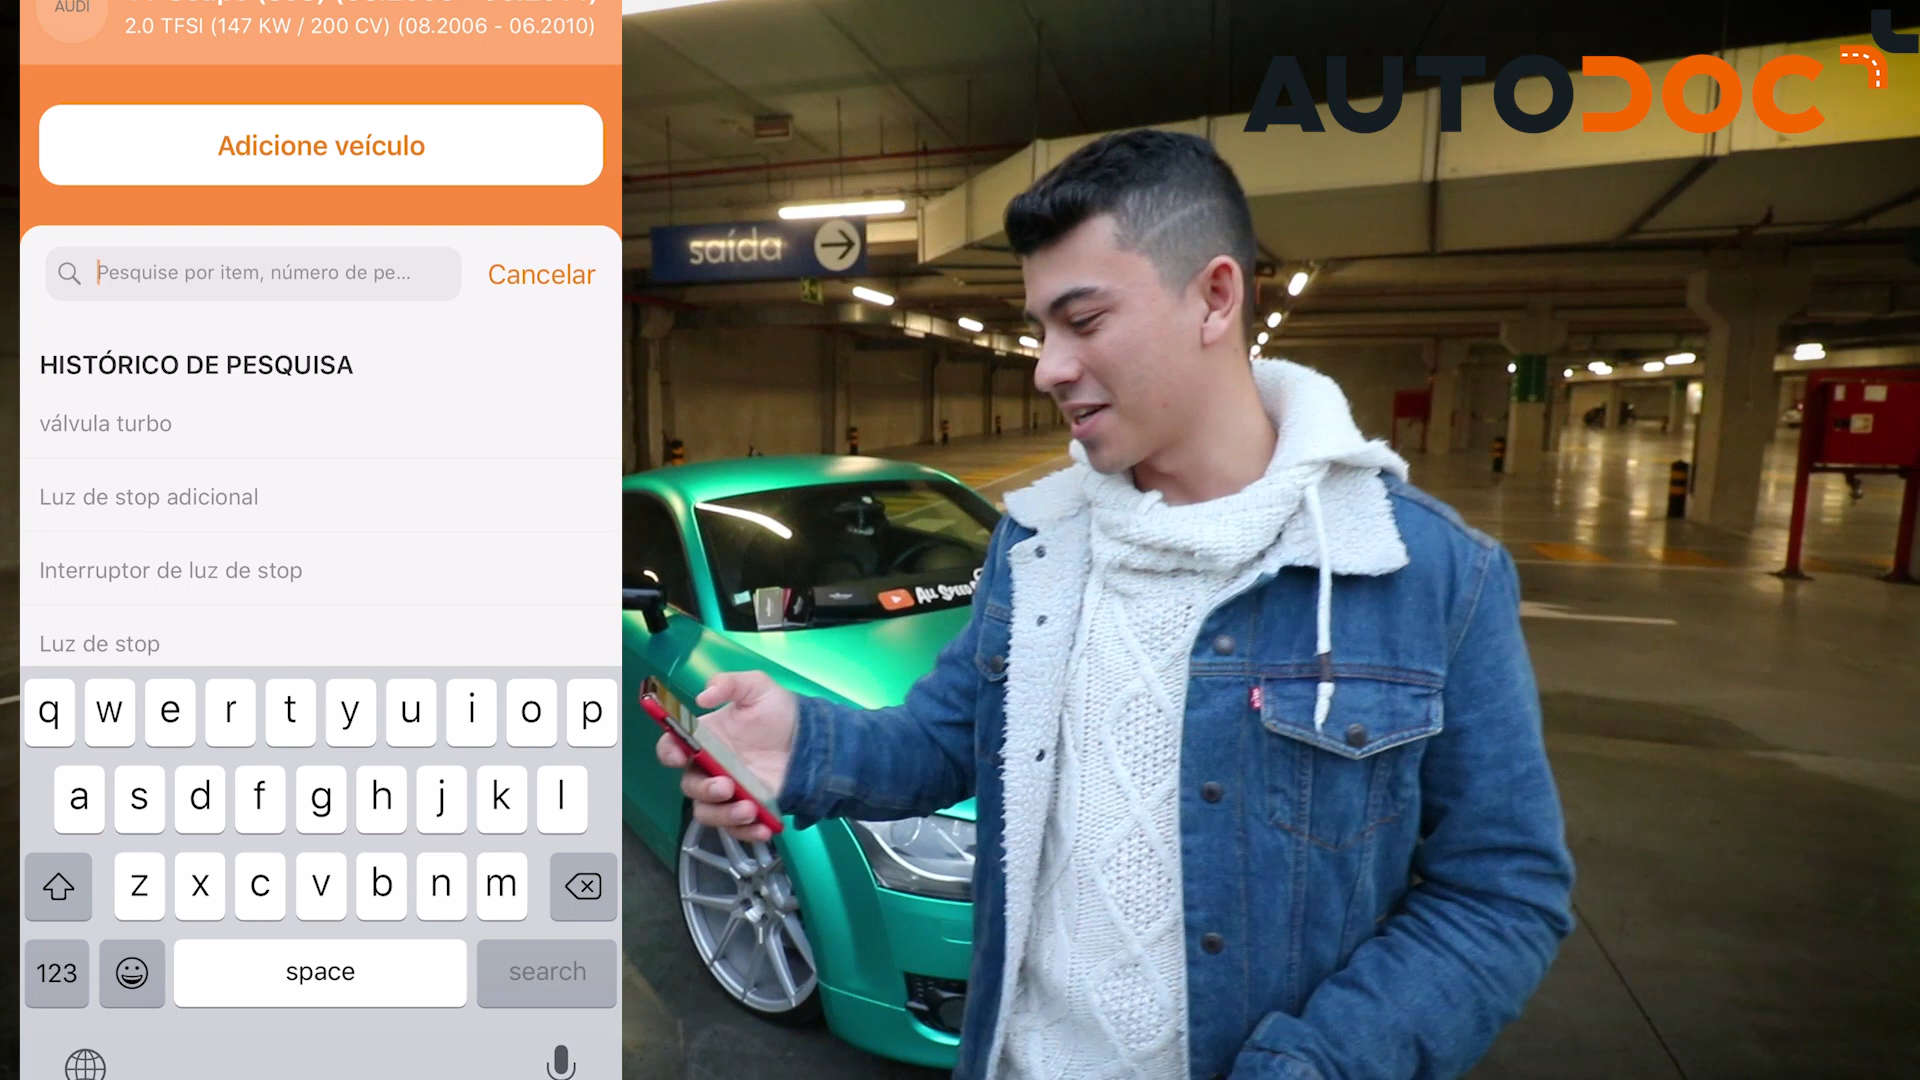 AUDI
2.0 TFSI (147 KW / 200 CV) (08.2006 - 06.2010)
Adicione veículo
Pesquise por item, número de pe...
Cancelar
HISTÓRICO DE PESQUISA
válvula turbo
Luz de stop adicional
Interruptor de luz de stop
Luz de stop
q w e r t y u i o p
a s d f g h j k l
z x c v b n m
123
space
search
AUTODOC
saída
ALL SPEED